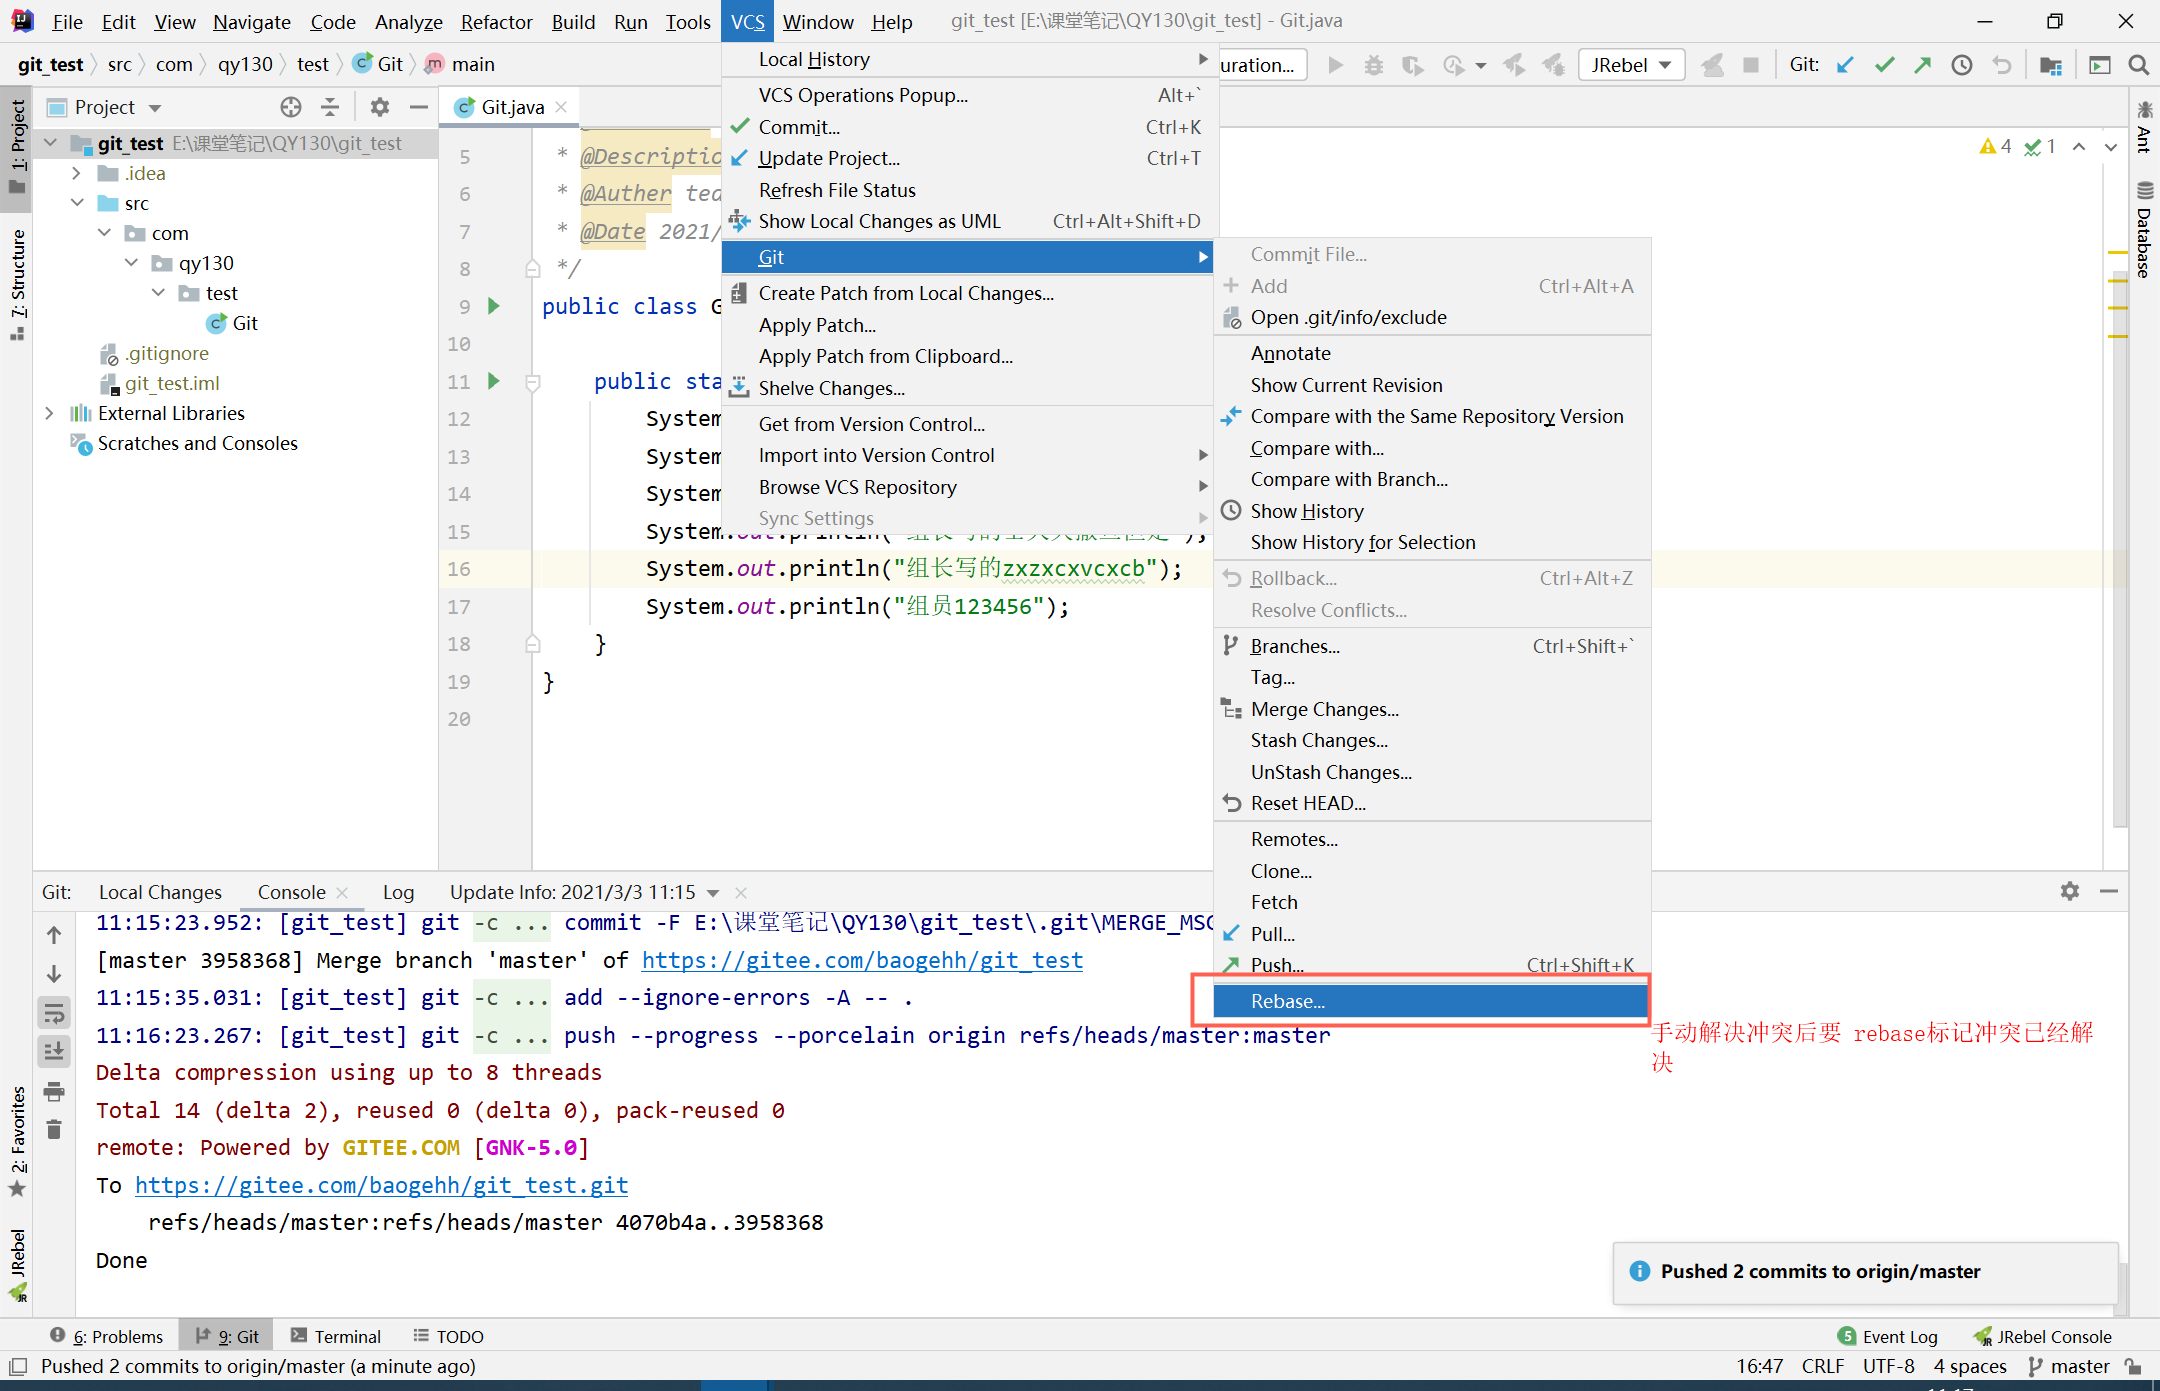 File Edit View Navigate Code Analyze Refactor Build Run Tools VCS Window Help git_test [E:\课堂笔记\QY130\git_test] - Git.java
git_test src com qy130 test Git main uration... JRebel Git:
1: Project
7: Structure
2: Favorites
JRebel
Project
git_test E:\课堂笔记\QY130\git_test
.idea
src
com
qy130
test
Git
.gitignore
git_test.iml
External Libraries
Scratches and Consoles
Git.java
4 1
5 * @Descriptio
6 * @Auther tea
7 * @Date 2021/
8 */
9 public class G
10
11 public sta
12 System
13 System
14 System
15 System.out.println(
16 System.out.println("组长写的zxzxcxvcxcb");
17 System.out.println("组员123456");
18 }
19 }
20
Local History
VCS Operations Popup... Alt+`
Commit... Ctrl+K
Update Project... Ctrl+T
Refresh File Status
Show Local Changes as UML Ctrl+Alt+Shift+D
Git
Create Patch from Local Changes...
Apply Patch...
Apply Patch from Clipboard...
Shelve Changes...
Get from Version Control...
Import into Version Control
Browse VCS Repository
Sync Settings
Commit File...
Add Ctrl+Alt+A
Open .git/info/exclude
Annotate
Show Current Revision
Compare with the Same Repository Version
Compare with...
Compare with Branch...
Show History
Show History for Selection
Rollback... Ctrl+Alt+Z
Resolve Conflicts...
Branches... Ctrl+Shift+`
Tag...
Merge Changes...
Stash Changes...
UnStash Changes...
Reset HEAD...
Remotes...
Clone...
Fetch
Pull...
Push... Ctrl+Shift+K
Rebase...
手动解决冲突后要 rebase标记冲突已经解
决
Ant
Database
Git: Local Changes Console Log Update Info: 2021/3/3 11:15
11:15:23.952: [git_test] git -c ... commit -F E:\课堂笔记\QY130\git_test\.git\MERGE_MSG
[master 3958368] Merge branch 'master' of https://gitee.com/baogehh/git_test
11:15:35.031: [git_test] git -c ... add --ignore-errors -A -- .
11:16:23.267: [git_test] git -c ... push --progress --porcelain origin refs/heads/master:master
Delta compression using up to 8 threads
Total 14 (delta 2), reused 0 (delta 0), pack-reused 0
remote: Powered by GITEE.COM [GNK-5.0]
To https://gitee.com/baogehh/git_test.git
refs/heads/master:refs/heads/master 4070b4a..3958368
Done
Pushed 2 commits to origin/master
6: Problems 9: Git Terminal TODO 5 Event Log JRebel Console
Pushed 2 commits to origin/master (a minute ago) 16:47 CRLF UTF-8 4 spaces master